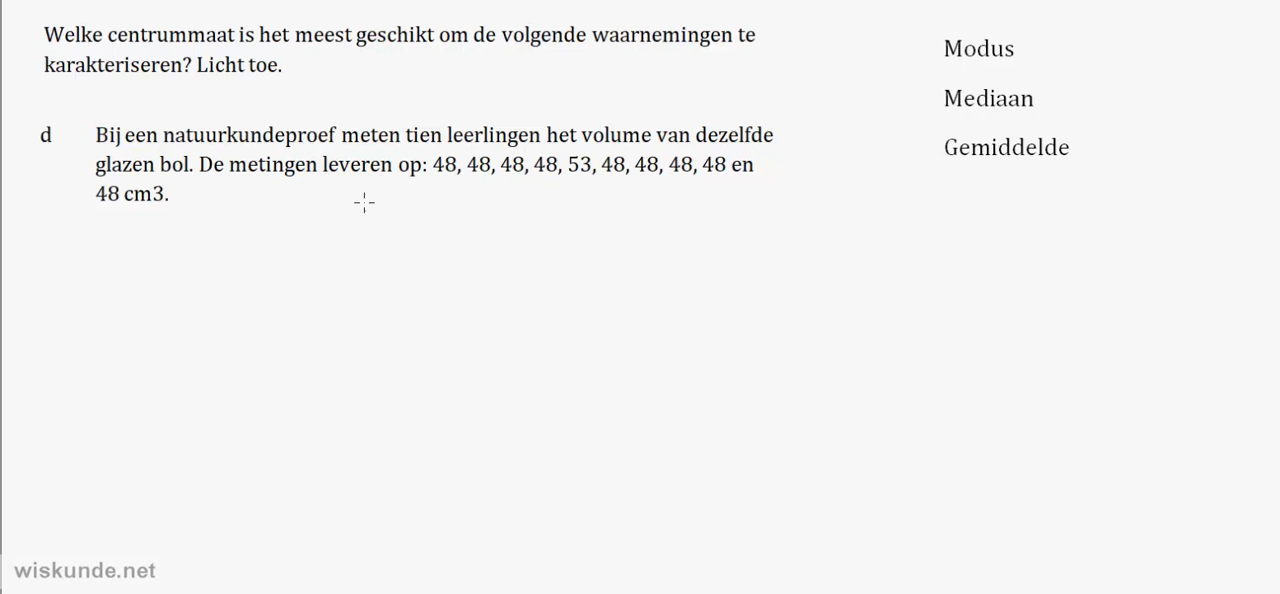 Welke centrummaat is het meest geschikt om de volgende waarnemingen te
karakteriseren? Licht toe.
Modus
Mediaan
Gemiddelde
d Bij een natuurkundeproef meten tien leerlingen het volume van dezelfde
glazen bol. De metingen leveren op: 48, 48, 48, 48, 53, 48, 48, 48, 48 en
48 cm3.
wiskunde.net